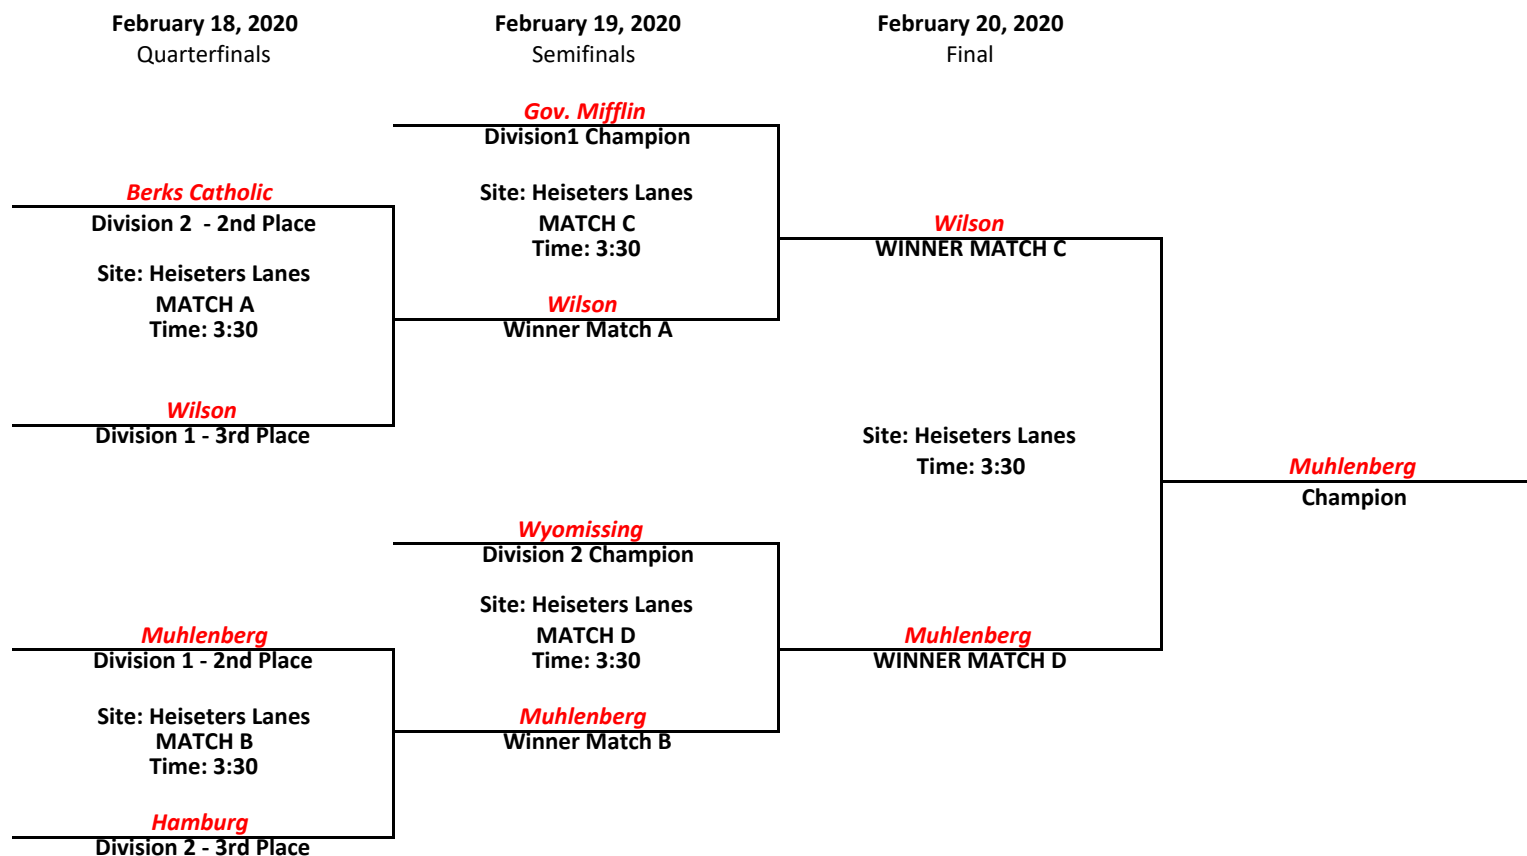 February 18, 2020
Quarterfinals
February 19, 2020
Semifinals
February 20, 2020
Final
Gov. Mifflin
Division1 Champion
Berks Catholic
Division 2  - 2nd Place
Site: Heiseters Lanes
MATCH C
Time: 3:30
Wilson
WINNER MATCH C
Site: Heiseters Lanes
MATCH A
Time: 3:30
Wilson
Winner Match A
Wilson
Division 1 - 3rd Place
Site: Heiseters Lanes
Time: 3:30
Muhlenberg
Champion
Wyomissing
Division 2 Champion
Site: Heiseters Lanes
MATCH D
Time: 3:30
Muhlenberg
Division 1 - 2nd Place
Muhlenberg
WINNER MATCH D
Site: Heiseters Lanes
MATCH B
Time: 3:30
Muhlenberg
Winner Match B
Hamburg
Division 2 - 3rd Place